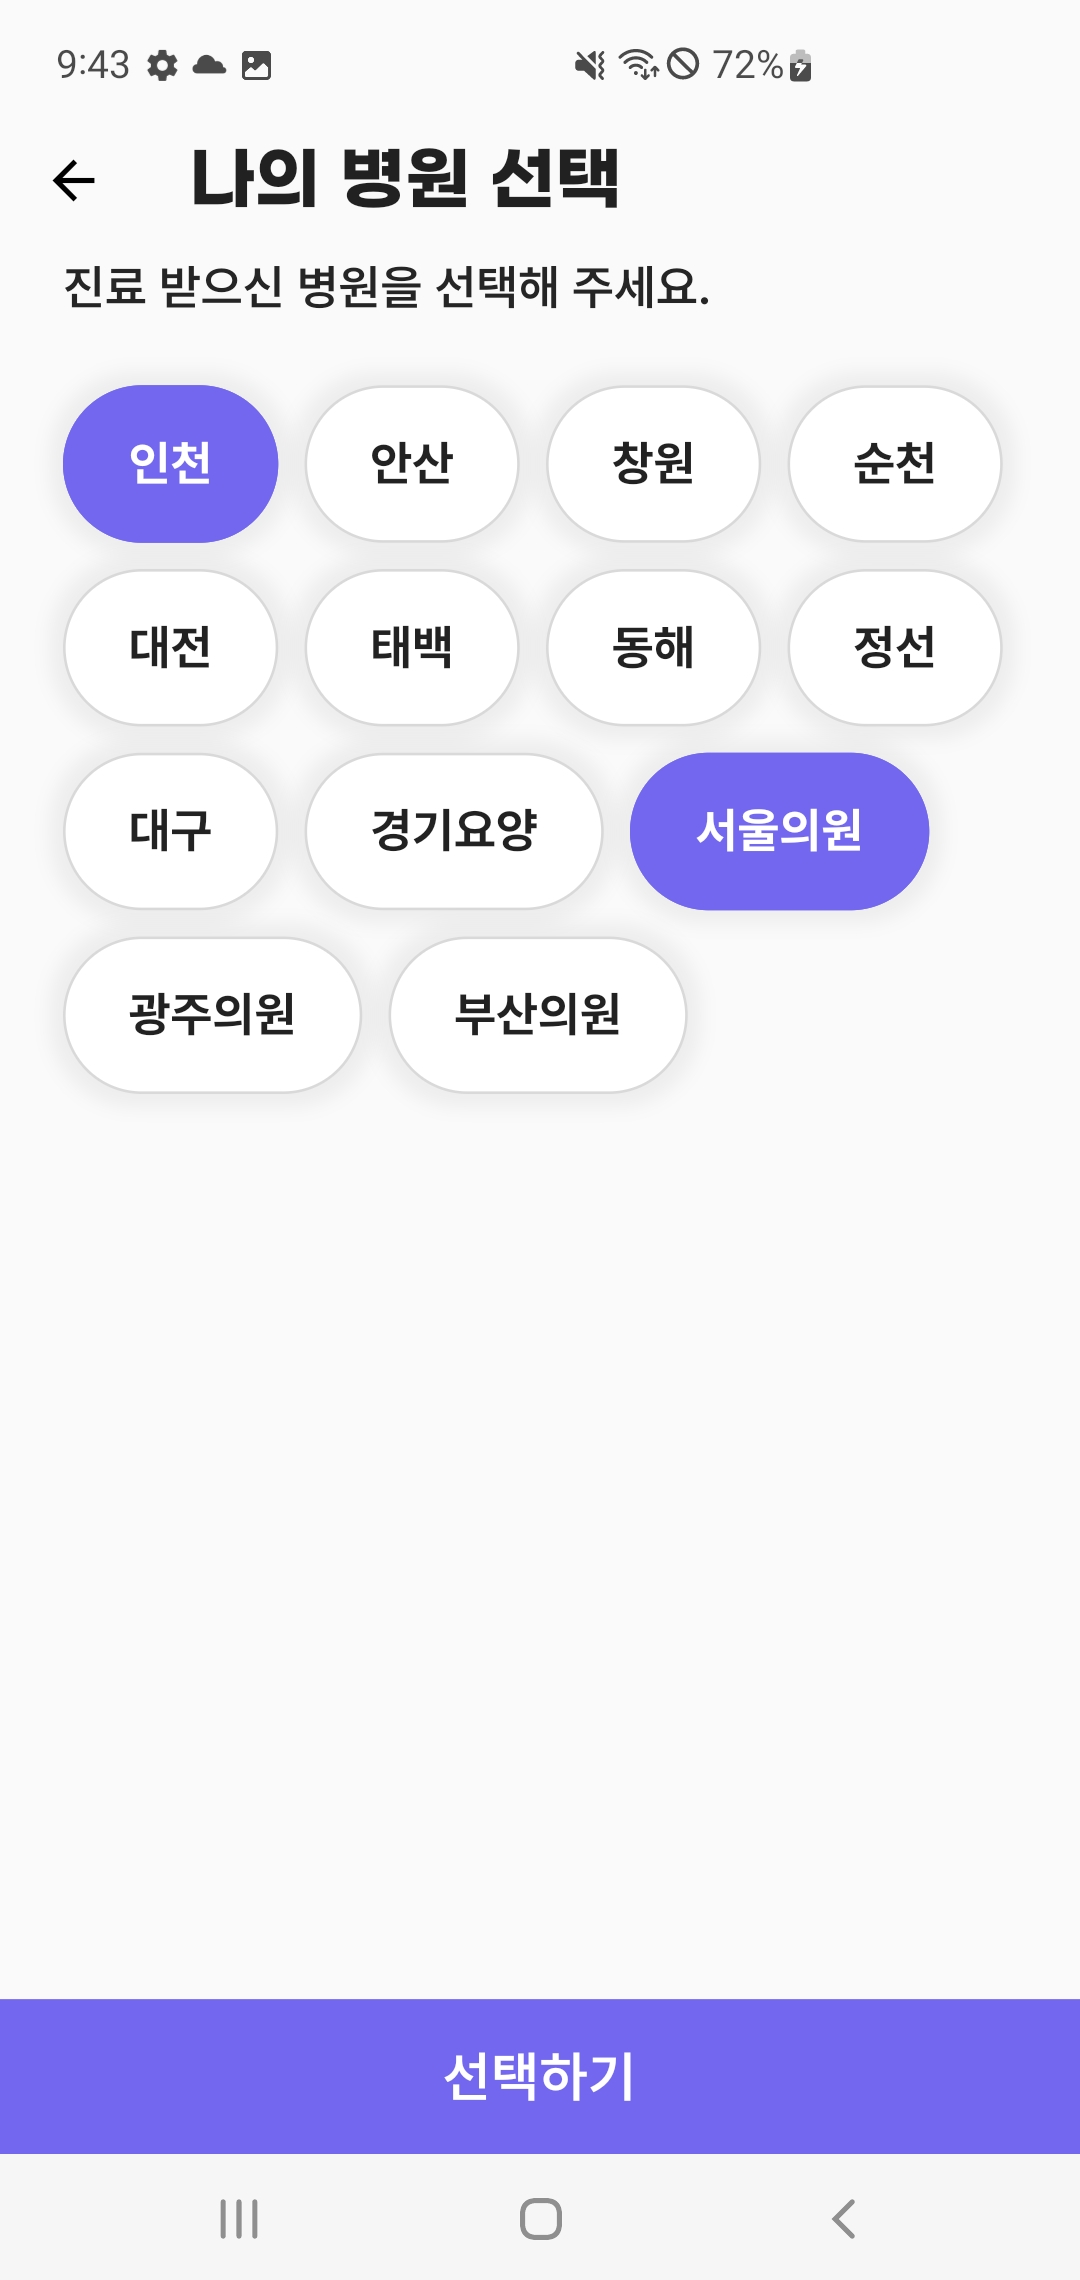 9:43 72%
나의 병원 선택
진료 받으신 병원을 선택해 주세요.
인천 안산 창원 순천
대전 태백 동해 정선
대구 경기요양 서울의원
광주의원 부산의원
선택하기